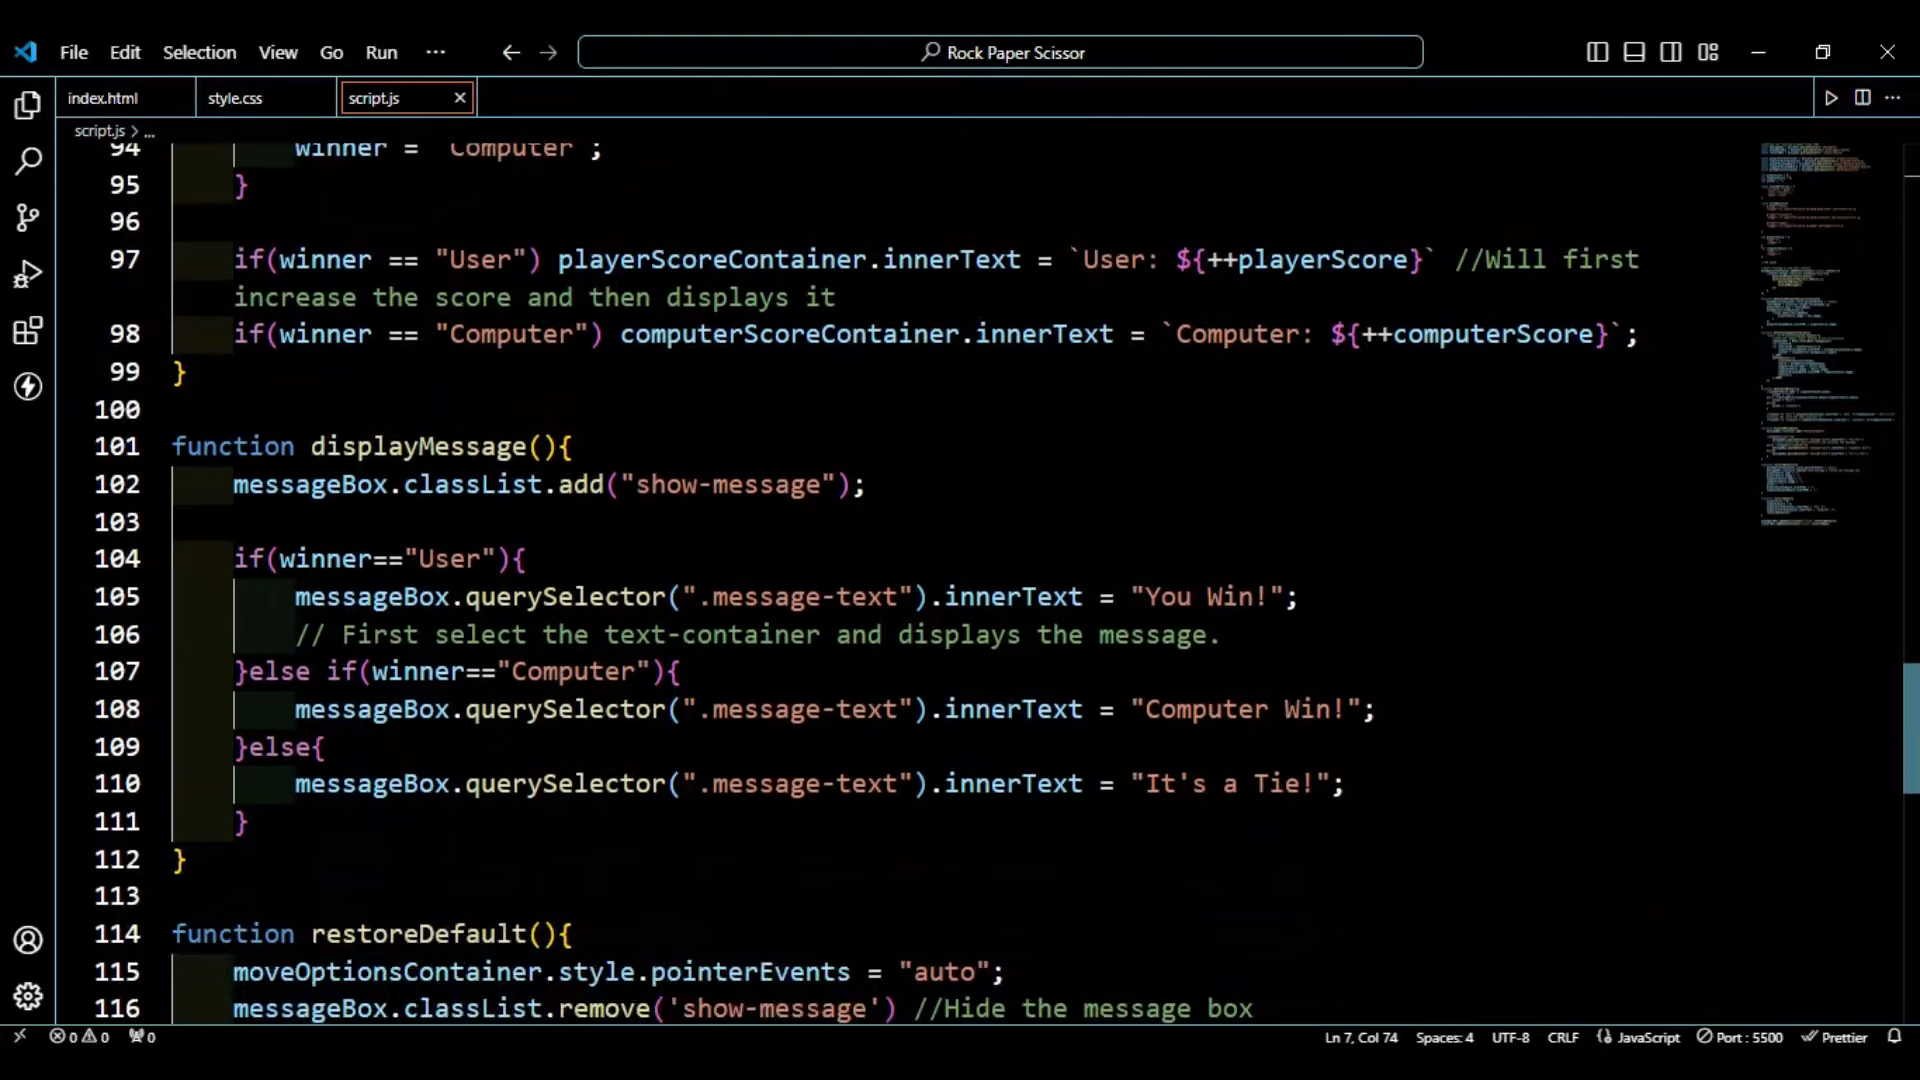 File Edit Selection View Go Run ···
Rock Paper Scissor
index.html style.css script.js
script.js > ...
94 winner = Computer ;
95 }
96
97 if(winner == "User") playerScoreContainer.innerText = `User: ${++playerScore}` //Will first
increase the score and then displays it
98 if(winner == "Computer") computerScoreContainer.innerText = `Computer: ${++computerScore}`;
99 }
100
101 function displayMessage(){
102 messageBox.classList.add("show-message");
103
104 if(winner=="User"){
105 messageBox.querySelector(".message-text").innerText = "You Win!";
106 // First select the text-container and displays the message.
107 }else if(winner=="Computer"){
108 messageBox.querySelector(".message-text").innerText = "Computer Win!";
109 }else{
110 messageBox.querySelector(".message-text").innerText = "It's a Tie!";
111 }
112 }
113
114 function restoreDefault(){
115 moveOptionsContainer.style.pointerEvents = "auto";
116 messageBox.classList.remove('show-message') //Hide the message box
0 0 0 Ln 7, Col 74 Spaces: 4 UTF-8 CRLF JavaScript Port : 5500 Prettier